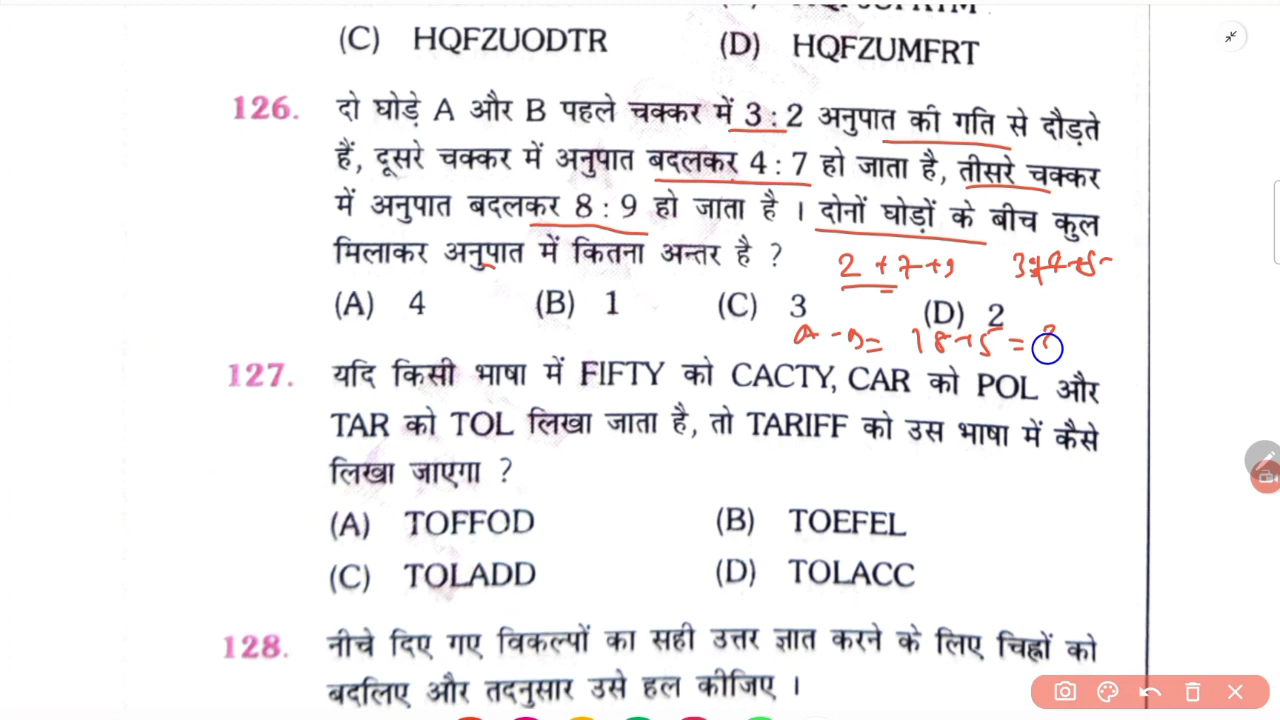 (C) HQFZUODTR (D) HQFZUMFRT
126. दो घोड़े A और B पहले चक्कर में 3 : 2 अनुपात की गति से दौड़ते
हैं, दूसरे चक्कर में अनुपात बदलकर 4 : 7 हो जाता है, तीसरे चक्कर
में अनुपात बदलकर 8 : 9 हो जाता है । दोनों घोड़ों के बीच कुल
मिलाकर अनुपात में कितना अन्तर है ?
2 + 7 + 9
(A) 4 (B) 1 (C) 3 (D) 2
127. यदि किसी भाषा में FIFTY को CACTY, CAR को POL और
TAR को TOL लिखा जाता है, तो TARIFF को उस भाषा में कैसे
लिखा जाएगा ?
(A) TOFFOD (B) TOEFEL
(C) TOLADD (D) TOLACC
128. नीचे दिए गए विकल्पों का सही उत्तर ज्ञात करने के लिए चिह्नों को
बदलिए और तदनुसार उसे हल कीजिए ।